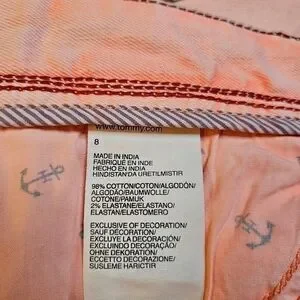 www.tommy.com
8
MADE IN INDIA
FABRIQUÉ EN INDE
HECHO EN INDIA
HINDISTAN'DA URETILMISTIR
98% COTTON/COTON/ALGODÓN/
ALGODÃO/BAUMWOLLE/
COTONE/PAMUK
2% ELASTANE/ELASTANO/
ELASTAN/ELASTOMERO
EXCLUSIVE OF DECORATION/
SAUF DÉCORATION/
EXCLUYE LA DECORACIÓN/
EXCLUINDO A DECORAÇÃO/
OHNE DEKORATION/
ECCETTO DECORAZIONE/
SUSLEME HARICTIR